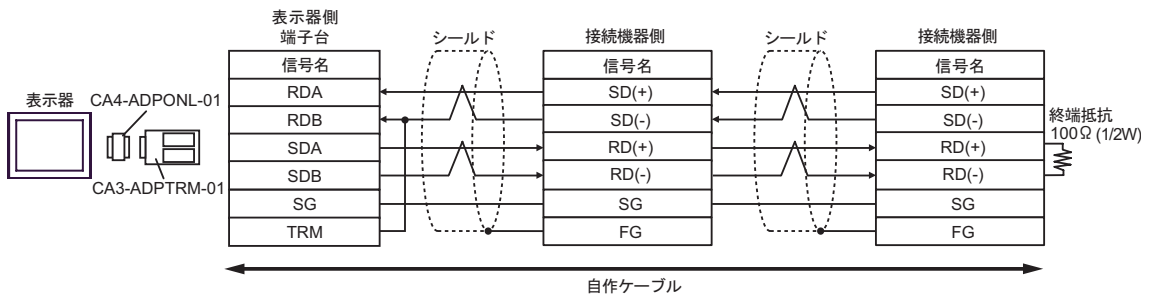 表示器側
端子台
シールド
接続機器側
シールド
接続機器側
信号名
信号名
信号名
RDA
SD(+)
SD(+)
表示器
CA4-ADPONL-01
RDB
SD(-)
SD(-)
終端抵抗
100Ω (1/2W)
SDA
RD(+)
RD(+)
CA3-ADPTRM-01
SDB
RD(-)
RD(-)
SG
SG
SG
TRM
FG
FG
自作ケーブル